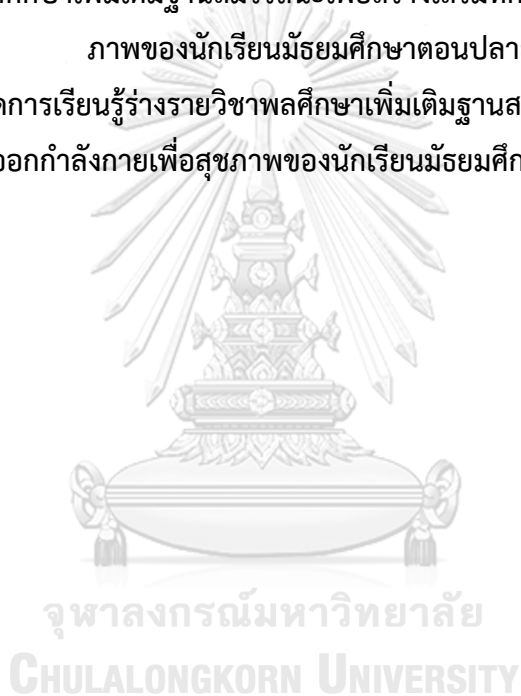 ภาพของนักเรียนมัธยมศึกษาตอนปลา
การเรียนรู้ร่างรายวิชาพลศึกษาเพิ่มเติมฐานส
ออกกำลังกายเพื่อสุขภาพของนักเรียนมัธยมศึก
จุฬาลงกรณ์มหาวิทยาลัย
CHULALONGKORN UNIVERSITY